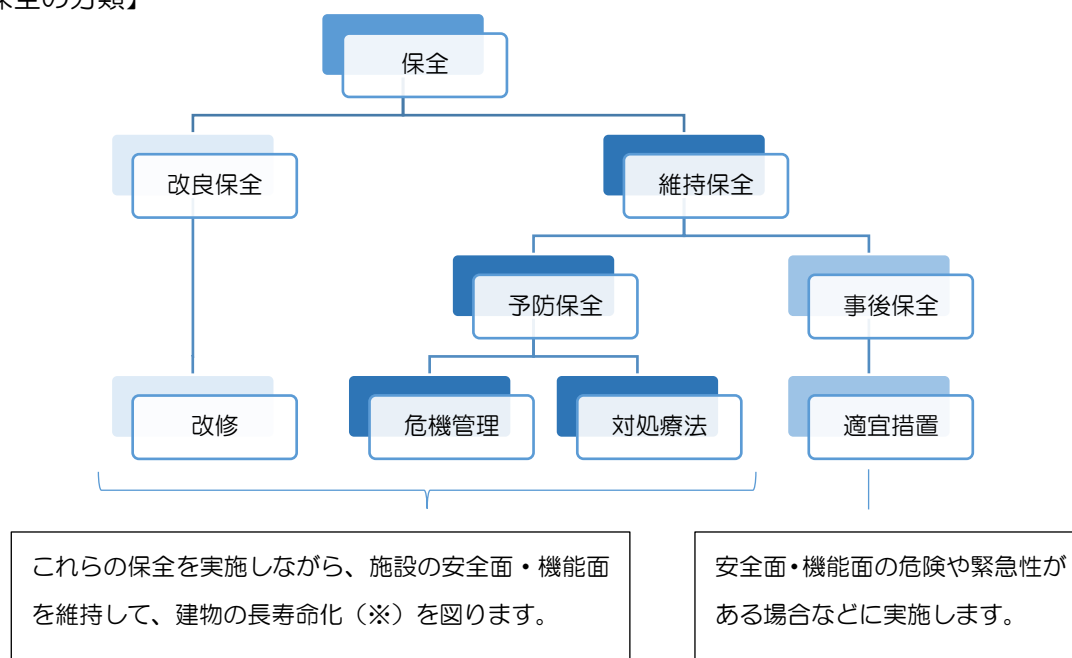 保全の分類】
保全
改良保全
維持保全
予防保全
事後保全
改修
危機管理
対処療法
適宜措置
これらの保全を実施しながら、施設の安全面・機能面
を維持して、建物の長寿命化（※）を図ります。
安全面・機能面の危険や緊急性が
ある場合などに実施します。